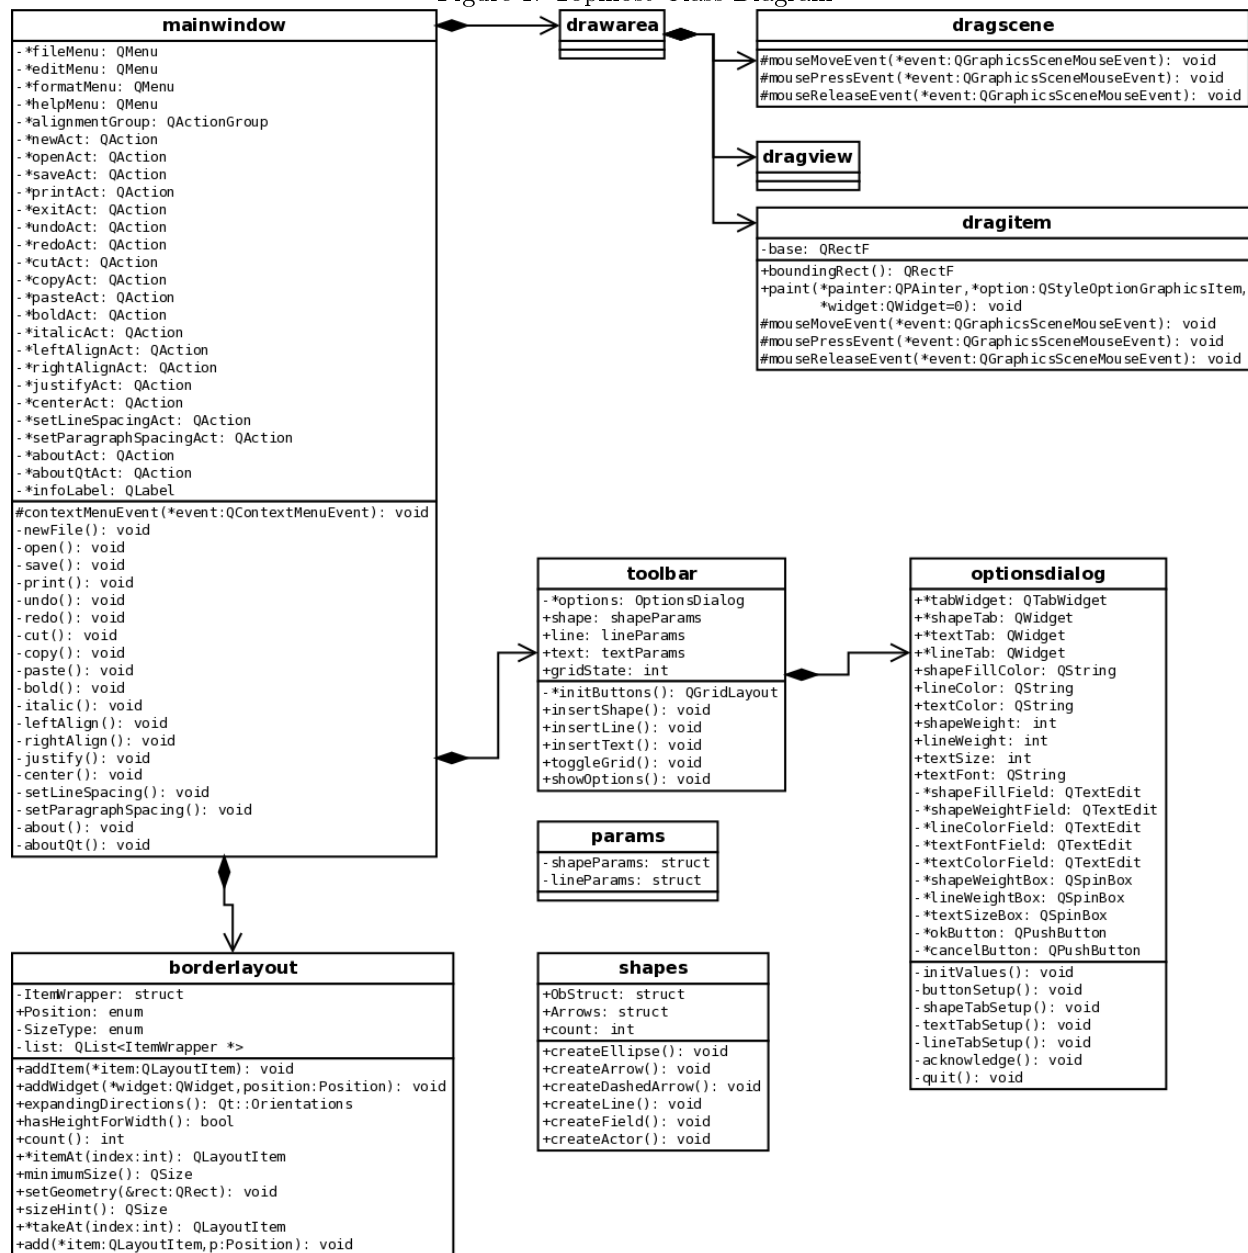 Figure 1: Topmost Class Diagram
mainwindow
-*fileMenu: QMenu
-*editMenu: QMenu
-*formatMenu: QMenu
-*helpMenu: QMenu
-*alignmentGroup: QActionGroup
-*newAct: QAction
-*openAct: QAction
-*saveAct: QAction
-*printAct: QAction
-*exitAct: QAction
-*undoAct: QAction
-*redoAct: QAction
-*cutAct: QAction
-*copyAct: QAction
-*pasteAct: QAction
-*boldAct: QAction
-*italicAct: QAction
-*leftAlignAct: QAction
-*rightAlignAct: QAction
-*justifyAct: QAction
-*centerAct: QAction
-*setLineSpacingAct: QAction
-*setParagraphSpacingAct: QAction
-*aboutAct: QAction
-*aboutQtAct: QAction
-*infoLabel: QLabel
#contextMenuEvent(*event:QContextMenuEvent): void
-newFile(): void
-open(): void
-save(): void
-print(): void
-undo(): void
-redo(): void
-cut(): void
-copy(): void
-paste(): void
-bold(): void
-italic(): void
-leftAlign(): void
-rightAlign(): void
-justify(): void
-center(): void
-setLineSpacing(): void
-setParagraphSpacing(): void
-about(): void
-aboutQt(): void
drawarea
dragscene
#mouseMoveEvent(*event:QGraphicsSceneMouseEvent): void
#mousePressEvent(*event:QGraphicsSceneMouseEvent): void
#mouseReleaseEvent(*event:QGraphicsSceneMouseEvent): void
dragview
dragitem
-base: QRectF
+boundingRect(): QRectF
+paint(*painter:QPAinter,*option:QStyleOptionGraphicsItem,
*widget:QWidget=0): void
#mouseMoveEvent(*event:QGraphicsSceneMouseEvent): void
#mousePressEvent(*event:QGraphicsSceneMouseEvent): void
#mouseReleaseEvent(*event:QGraphicsSceneMouseEvent): void
toolbar
-*options: OptionsDialog
+shape: shapeParams
+line: lineParams
+text: textParams
+gridState: int
-*initButtons(): QGridLayout
+insertShape(): void
+insertLine(): void
+insertText(): void
+toggleGrid(): void
+showOptions(): void
optionsdialog
+*tabWidget: QTabWidget
+*shapeTab: QWidget
+*textTab: QWidget
+*lineTab: QWidget
+shapeFillColor: QString
+lineColor: QString
+textColor: QString
+shapeWeight: int
+lineWeight: int
+textSize: int
+textFont: QString
-*shapeFillField: QTextEdit
-*shapeWeightField: QTextEdit
-*lineColorField: QTextEdit
-*textFontField: QTextEdit
-*textColorField: QTextEdit
-*shapeWeightBox: QSpinBox
-*lineWeightBox: QSpinBox
-*textSizeBox: QSpinBox
-*okButton: QPushButton
-*cancelButton: QPushButton
-initValues(): void
-buttonSetup(): void
-shapeTabSetup(): void
-textTabSetup(): void
-lineTabSetup(): void
-acknowledge(): void
-quit(): void
params
-shapeParams: struct
-lineParams: struct
borderlayout
-ItemWrapper: struct
+Position: enum
-SizeType: enum
-list: QList<ItemWrapper *>
+addItem(*item:QLayoutItem): void
+addWidget(*widget:QWidget,position:Position): void
+expandingDirections(): Qt::Orientations
+hasHeightForWidth(): bool
+count(): int
+*itemAt(index:int): QLayoutItem
+minimumSize(): QSize
+setGeometry(&rect:QRect): void
+sizeHint(): QSize
+*takeAt(index:int): QLayoutItem
+add(*item:QLayoutItem,p:Position): void
shapes
+ObStruct: struct
+Arrows: struct
+count: int
+createEllipse(): void
+createArrow(): void
+createDashedArrow(): void
+createLine(): void
+createField(): void
+createActor(): void